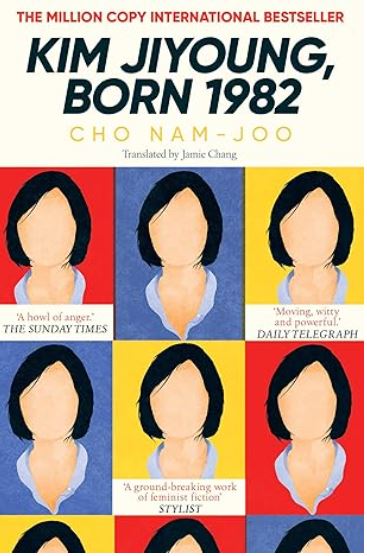 THE MILLION COPY INTERNATIONAL BESTSELLER
KIM JIYOUNG,
BORN 1982
CHO NAM-JOO
Translated by Jamie Chang
'A howl of anger.'
THE SUNDAY TIMES
'Moving, witty
and powerful.'
DAILY TELEGRAPH
'A ground-breaking work
of feminist fiction'
STYLIST